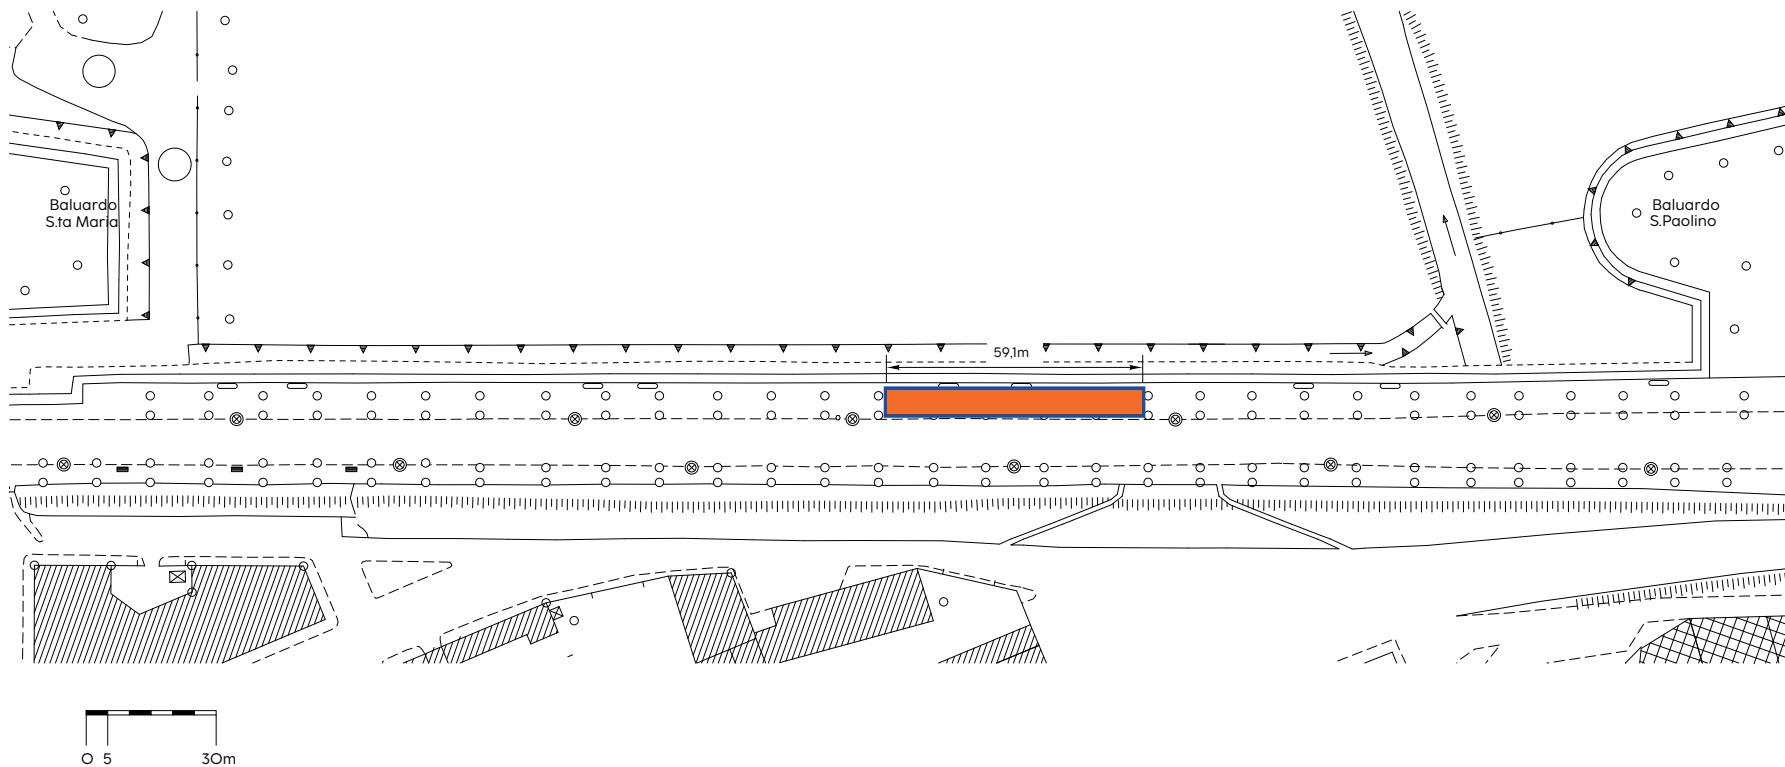 Baluardo
S.ta Maria
Baluardo
S.Paolino
59,1m
0 5 30m